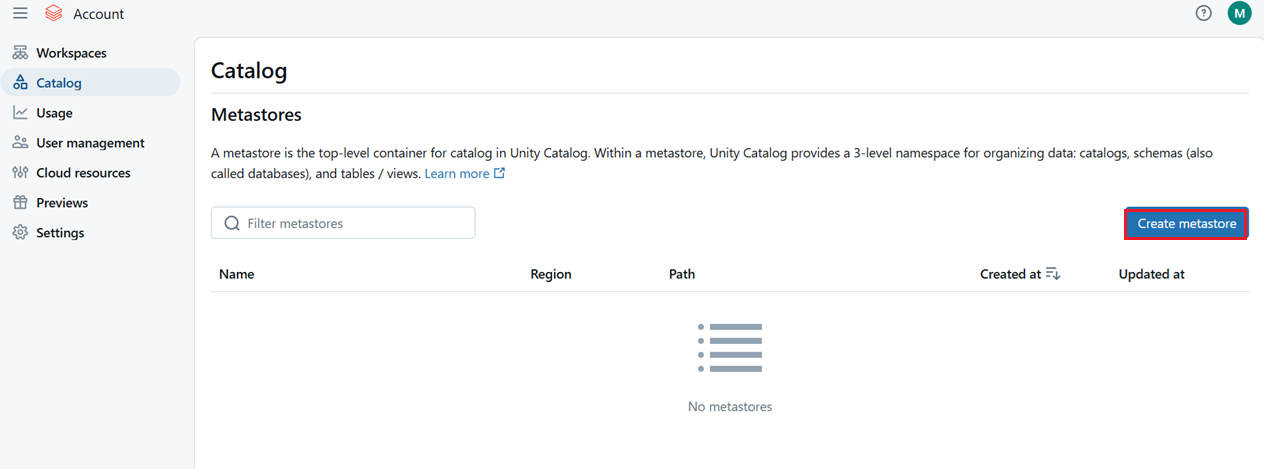 Account
?
M
Workspaces
Catalog
Usage
User management
Cloud resources
Previews
Settings
Catalog
Metastores
A metastore is the top-level container for catalog in Unity Catalog. Within a metastore, Unity Catalog provides a 3-level namespace for organizing data: catalogs, schemas (also
called databases), and tables / views. Learn more
Filter metastores
Create metastore
Name Region Path Created at Updated at
No metastores